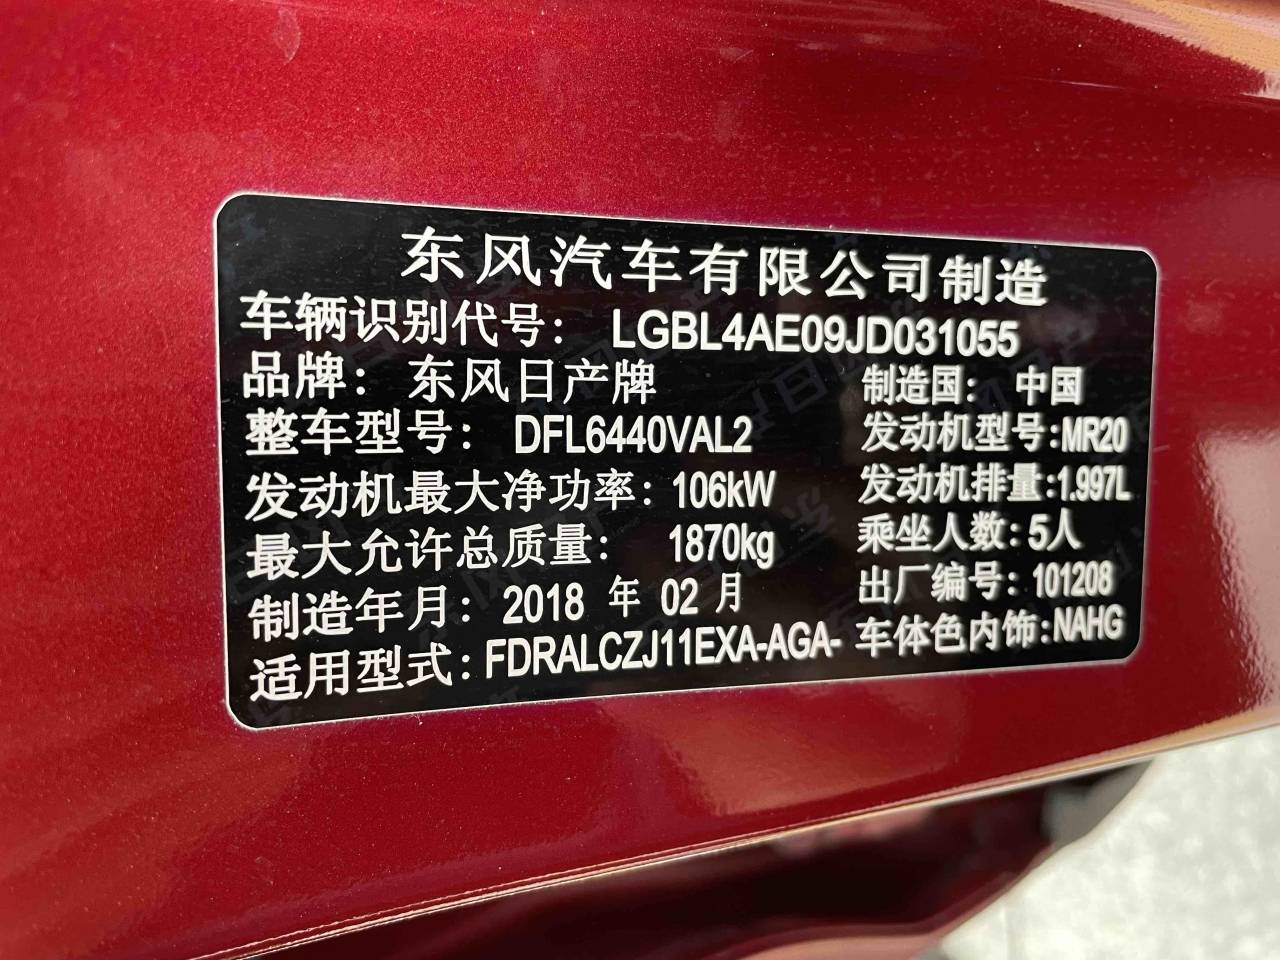 东风汽车有限公司制造
车辆识别代号：LGBL4AE09JD031055
品牌：东风日产牌 制造国：中国
整车型号：DFL6440VAL2 发动机型号:MR20
发动机最大净功率：106kW 发动机排量:1.997L
最大允许总质量：1870kg 乘坐人数:5人
制造年月：2018 年 02 月 出厂编号:101208
适用型式:FDRALCZJ11EXA-AGA- 车体色内饰:NAHG